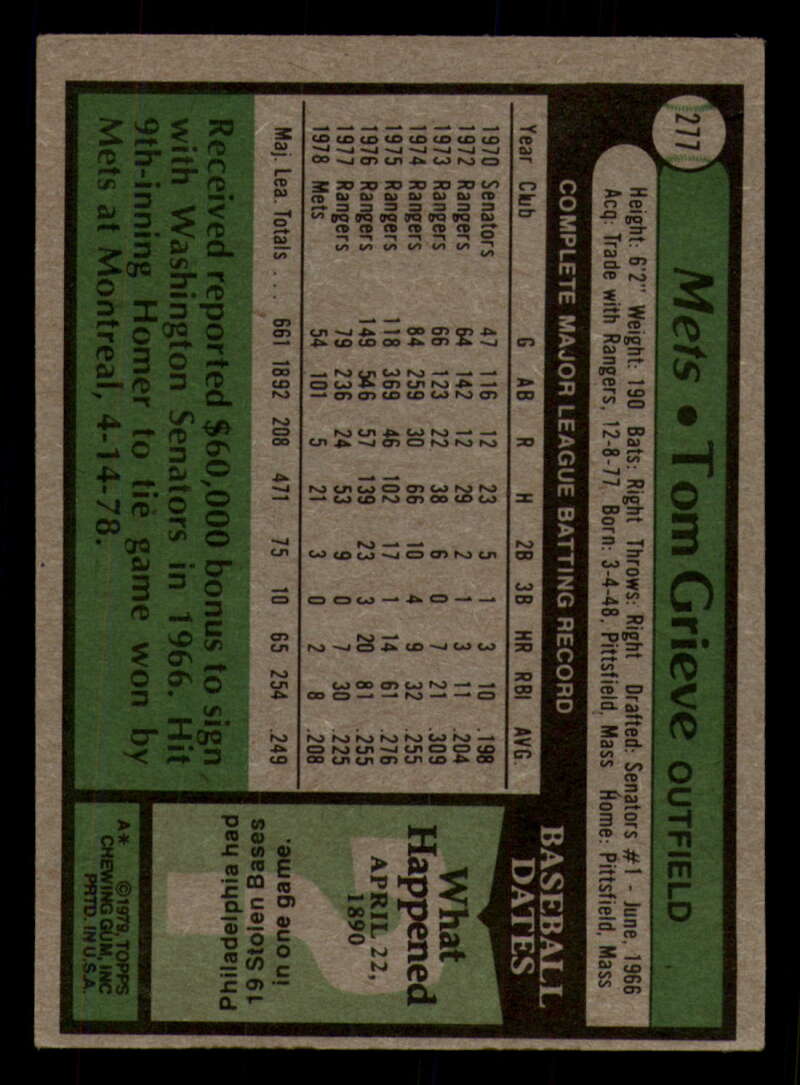 277
Mets • Tom Grieve OUTFIELD
Height: 6'2" Weight: 190 Bats: Right Throws: Right Drafted: Senators #1 - June, 1966
Acq: Trade with Rangers, 12-8-77. Born: 3-4-48, Pittsfield, Mass Home: Pittsfield, Mass
COMPLETE MAJOR LEAGUE BATTING RECORD
Year Club G AB R H 2B 3B HR RBI AVG.
1970 Senators 47 116 12 23 5 1 3 10 .198
1972 Rangers 64 142 12 29 2 1 3 11 .204
1973 Rangers 66 123 22 38 6 0 7 21 .309
1974 Rangers 84 259 30 66 10 4 9 32 .255
1975 Rangers 118 369 46 102 17 1 14 61 .276
1976 Rangers 149 546 57 139 23 3 20 81 .255
1977 Rangers 79 236 24 53 9 0 7 30 .225
1978 Mets 54 101 5 21 3 0 2 8 .208
Maj. Lea. Totals . . . 661 1892 208 471 75 10 65 254 .249
Received reported $60,000 bonus to sign
with Washington Senators in 1966. Hit
9th-inning Homer to tie game won by
Mets at Montreal, 4-14-78.
BASEBALL
DATES
What
Happened
APRIL 22,
1890
?
Philadelphia had
19 Stolen Bases
in one game.
A* ©1979, TOPPS
CHEWING GUM, INC
PRTD. IN U.S.A.